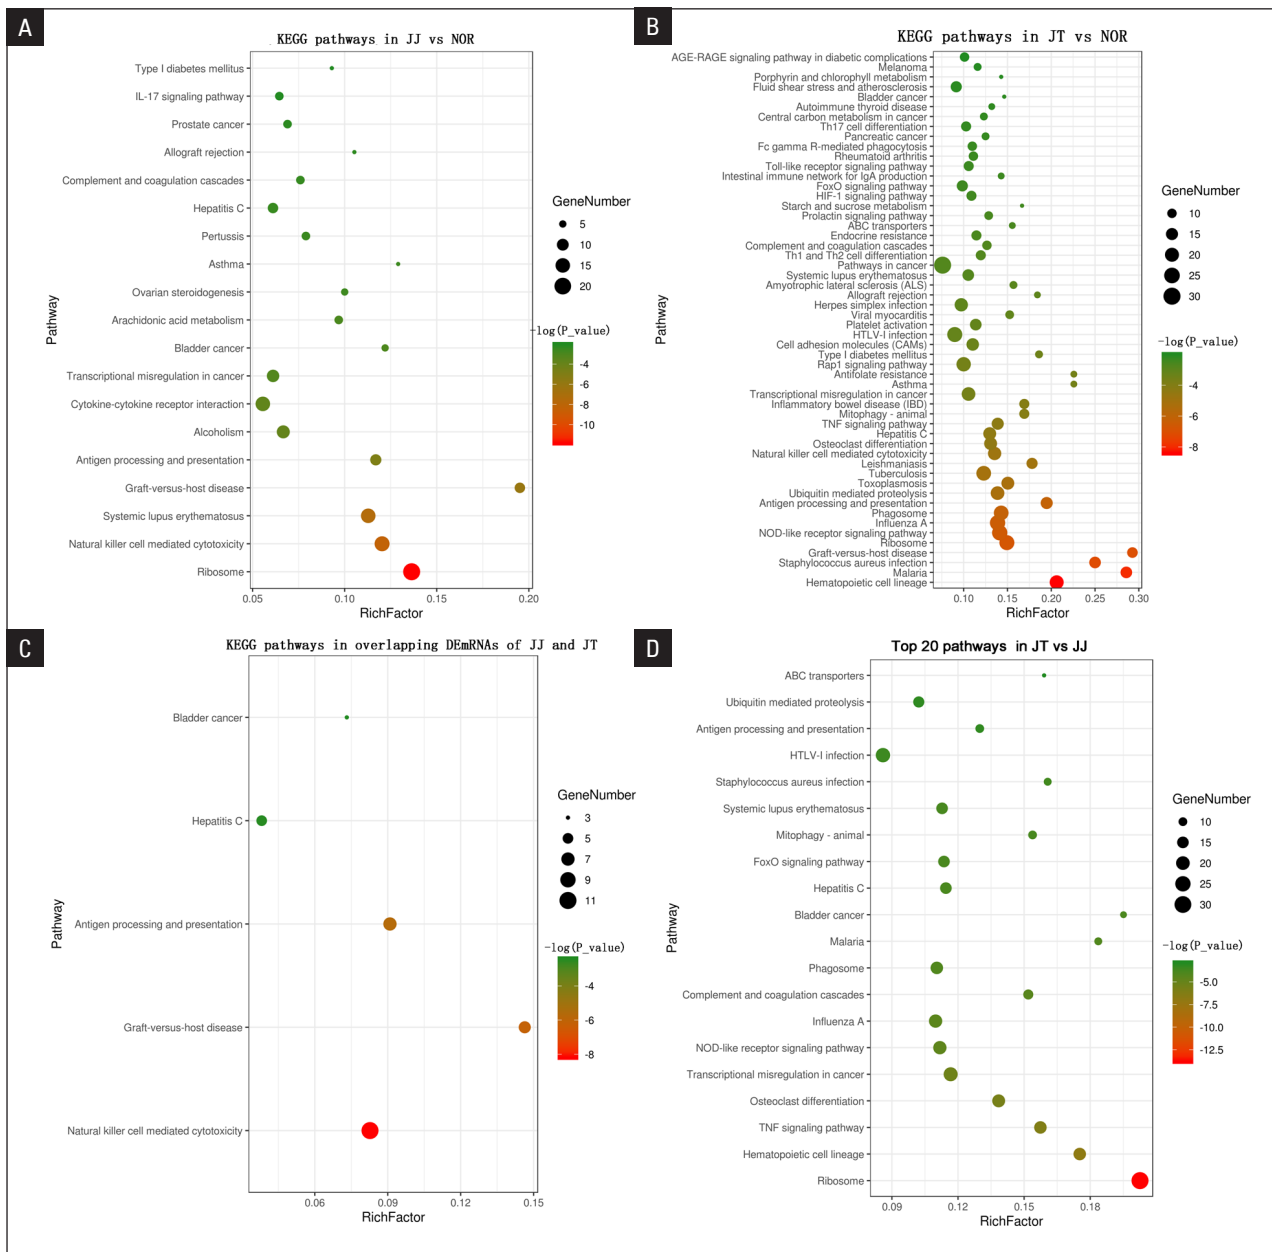 A
KEGG pathways in JJ vs NOR
Type I diabetes mellitus
IL-17 signaling pathway
Prostate cancer
Allograft rejection
Complement and coagulation cascades
Hepatitis C
Pertussis
Asthma
Ovarian steroidogenesis
Arachidonic acid metabolism
Bladder cancer
Transcriptional misregulation in cancer
Cytokine-cytokine receptor interaction
Alcoholism
Antigen processing and presentation
Graft-versus-host disease
Systemic lupus erythematosus
Natural killer cell mediated cytotoxicity
Ribosome
Pathway
0.05 0.10 0.15 0.20
RichFactor
GeneNumber
5
10
15
20
-log(P_value)
-4
-6
-8
-10
B
KEGG pathways in JT vs NOR
AGE-RAGE signaling pathway in diabetic complications
Melanoma
Porphyrin and chlorophyll metabolism
Fluid shear stress and atherosclerosis
Bladder cancer
Autoimmune thyroid disease
Central carbon metabolism in cancer
Th17 cell differentiation
Pancreatic cancer
Fc gamma R-mediated phagocytosis
Rheumatoid arthritis
Toll-like receptor signaling pathway
Intestinal immune network for IgA production
FoxO signaling pathway
HIF-1 signaling pathway
Starch and sucrose metabolism
Prolactin signaling pathway
ABC transporters
Endocrine resistance
Complement and coagulation cascades
Th1 and Th2 cell differentiation
Pathways in cancer
Systemic lupus erythematosus
Amyotrophic lateral sclerosis (ALS)
Allograft rejection
Herpes simplex infection
Viral myocarditis
Platelet activation
HTLV-I infection
Cell adhesion molecules (CAMs)
Type I diabetes mellitus
Rap1 signaling pathway
Antifolate resistance
Asthma
Transcriptional misregulation in cancer
Inflammatory bowel disease (IBD)
Mitophagy - animal
TNF signaling pathway
Hepatitis C
Osteoclast differentiation
Natural killer cell mediated cytotoxicity
Leishmaniasis
Tuberculosis
Toxoplasmosis
Ubiquitin mediated proteolysis
Antigen processing and presentation
Phagosome
Influenza A
NOD-like receptor signaling pathway
Ribosome
Graft-versus-host disease
Staphylococcus aureus infection
Malaria
Hematopoietic cell lineage
Pathway
0.10 0.15 0.20 0.25 0.30
RichFactor
GeneNumber
10
15
20
25
30
-log(P_value)
-4
-6
-8
C
KEGG pathways in overlapping DEmRNAs of JJ and JT
Bladder cancer
Hepatitis C
Antigen processing and presentation
Graft-versus-host disease
Natural killer cell mediated cytotoxicity
Pathway
0.06 0.09 0.12 0.15
RichFactor
GeneNumber
3
5
7
9
11
-log(P_value)
-4
-6
-8
D
Top 20 pathways in JT vs JJ
ABC transporters
Ubiquitin mediated proteolysis
Antigen processing and presentation
HTLV-I infection
Staphylococcus aureus infection
Systemic lupus erythematosus
Mitophagy - animal
FoxO signaling pathway
Hepatitis C
Bladder cancer
Malaria
Phagosome
Complement and coagulation cascades
Influenza A
NOD-like receptor signaling pathway
Transcriptional misregulation in cancer
Osteoclast differentiation
TNF signaling pathway
Hematopoietic cell lineage
Ribosome
Pathway
0.09 0.12 0.15 0.18
RichFactor
GeneNumber
10
15
20
25
30
-log(P_value)
-5.0
-7.5
-10.0
-12.5